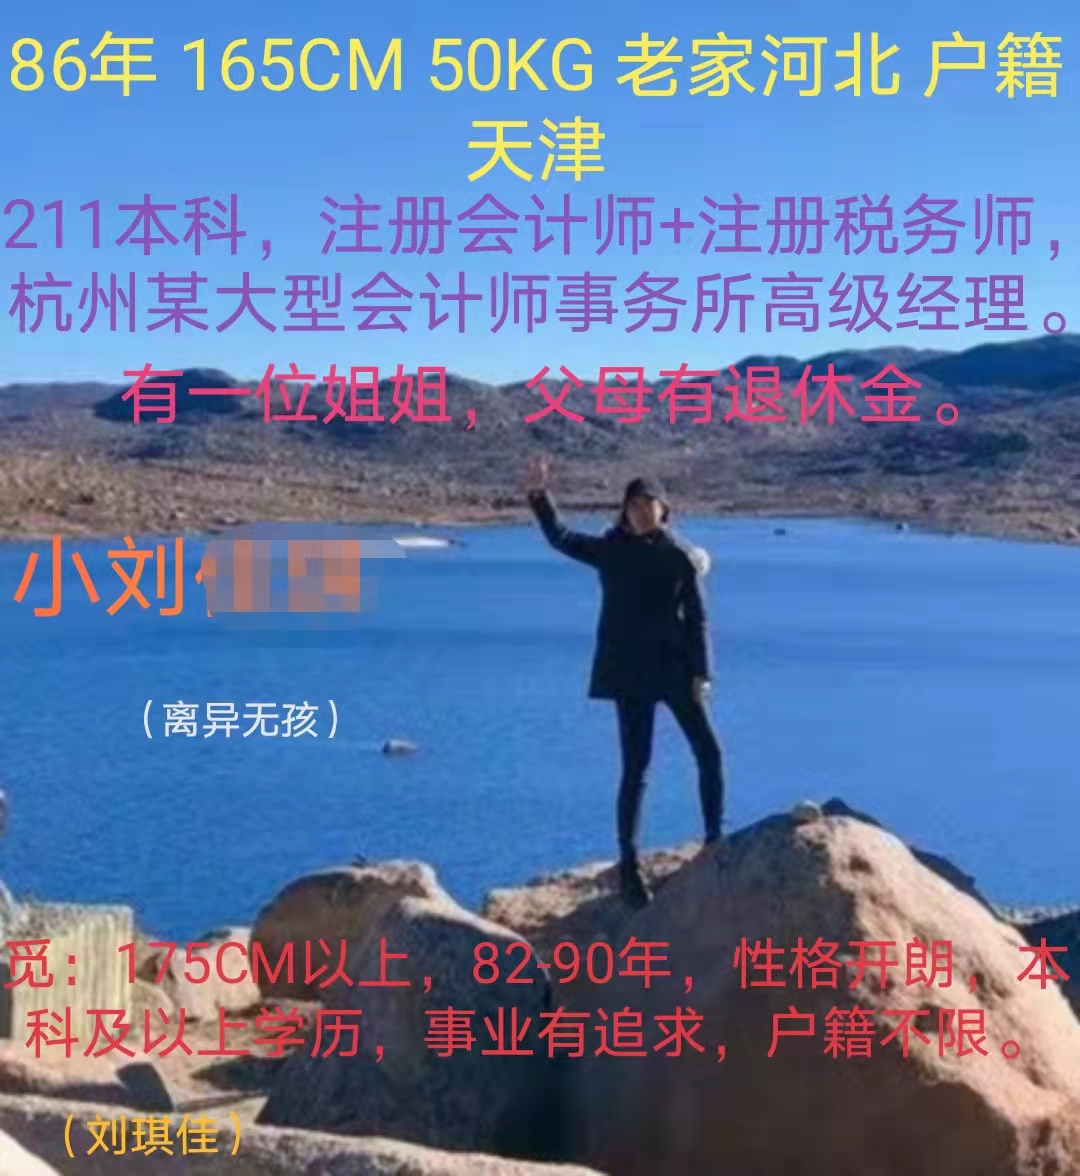 86年 165CM 50KG 老家河北 户籍
天津
211本科，注册会计师+注册税务师，
杭州某大型会计师事务所高级经理。
有一位姐姐，父母有退休金。
小刘
（离异无孩）
觅：175CM以上，82-90年，性格开朗，本
科及以上学历，事业有追求，户籍不限。
（刘琪佳）